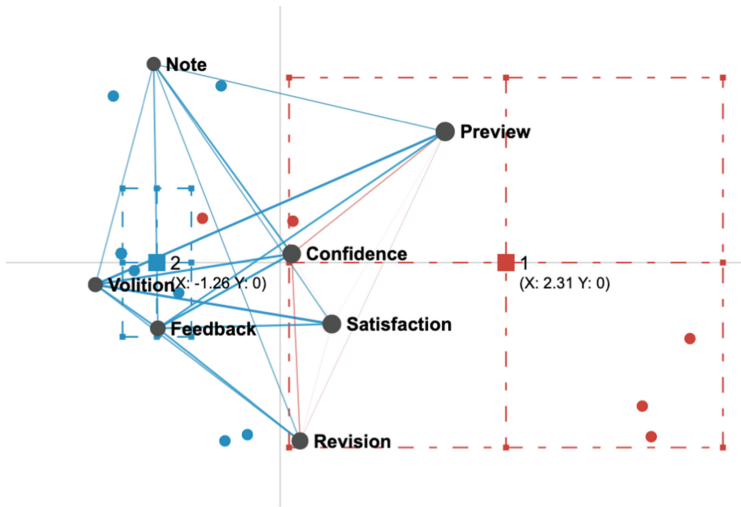 Note
Preview
Confidence
2
1
Volition
(X: -1.26 Y: 0)
(X: 2.31 Y: 0)
Feedback
Satisfaction
Revision